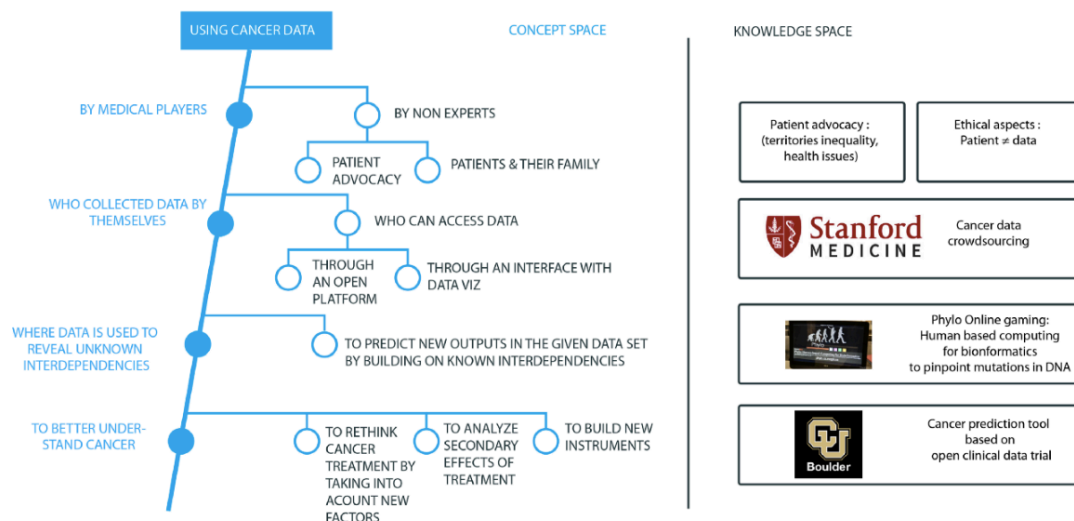 USING CANCER DATA
CONCEPT SPACE
KNOWLEDGE SPACE
BY MEDICAL PLAYERS
BY NON EXPERTS
PATIENT
ADVOCACY
PATIENTS & THEIR FAMILY
WHO COLLECTED DATA BY
THEMSELVES
WHO CAN ACCESS DATA
THROUGH
AN OPEN
PLATFORM
THROUGH AN INTERFACE WITH
DATA VIZ
WHERE DATA IS USED TO
REVEAL UNKNOWN
INTERDEPENDENCIES
TO PREDICT NEW OUTPUTS IN THE GIVEN DATA SET
BY BUILDING ON KNOWN INTERDEPENDENCIES
TO BETTER UNDER-
STAND CANCER
TO RETHINK
CANCER
TREATMENT BY
TAKING INTO
ACOUNT NEW
FACTORS
TO ANALYZE
SECONDARY
EFFECTS OF
TREATMENT
TO BUILD NEW
INSTRUMENTS
Patient advocacy :
(territories inequality,
health issues)
Ethical aspects :
Patient ≠ data
Stanford
MEDICINE
Cancer data
crowdsourcing
Phylo
Phylo Online gaming:
Human based computing
for bionformatics
to pinpoint mutations in DNA
CU
Boulder
Cancer prediction tool
based on
open clinical data trial